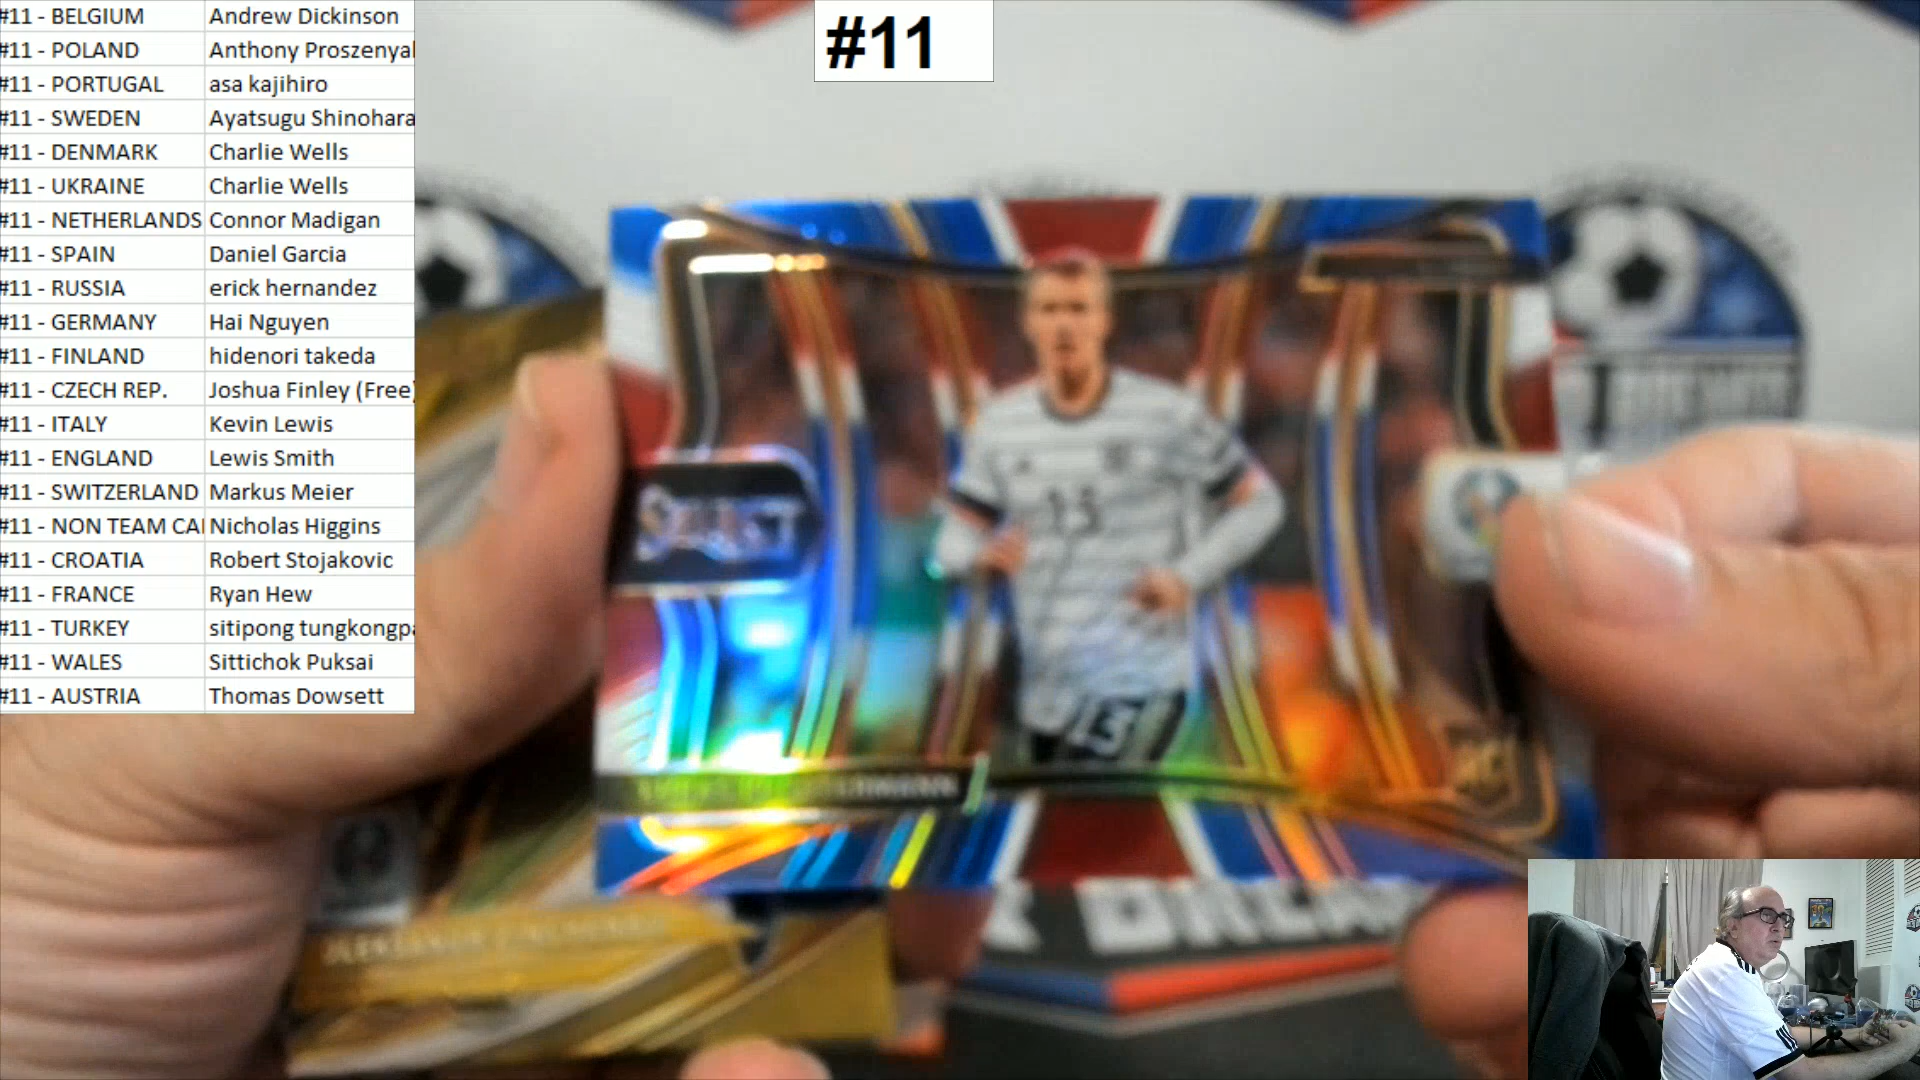 #11 - BELGIUM Andrew Dickinson
#11 - POLAND Anthony Proszenyal
#11 - PORTUGAL asa kajihiro
#11 - SWEDEN Ayatsugu Shinohara
#11 - DENMARK Charlie Wells
#11 - UKRAINE Charlie Wells
#11 - NETHERLANDS Connor Madigan
#11 - SPAIN Daniel Garcia
#11 - RUSSIA erick hernandez
#11 - GERMANY Hai Nguyen
#11 - FINLAND hidenori takeda
#11 - CZECH REP. Joshua Finley (Free)
#11 - ITALY Kevin Lewis
#11 - ENGLAND Lewis Smith
#11 - SWITZERLAND Markus Meier
#11 - NON TEAM CAI Nicholas Higgins
#11 - CROATIA Robert Stojakovic
#11 - FRANCE Ryan Hew
#11 - TURKEY sitipong tungkongpa
#11 - WALES Sittichok Puksai
#11 - AUSTRIA Thomas Dowsett
#11
SELECT
13
13